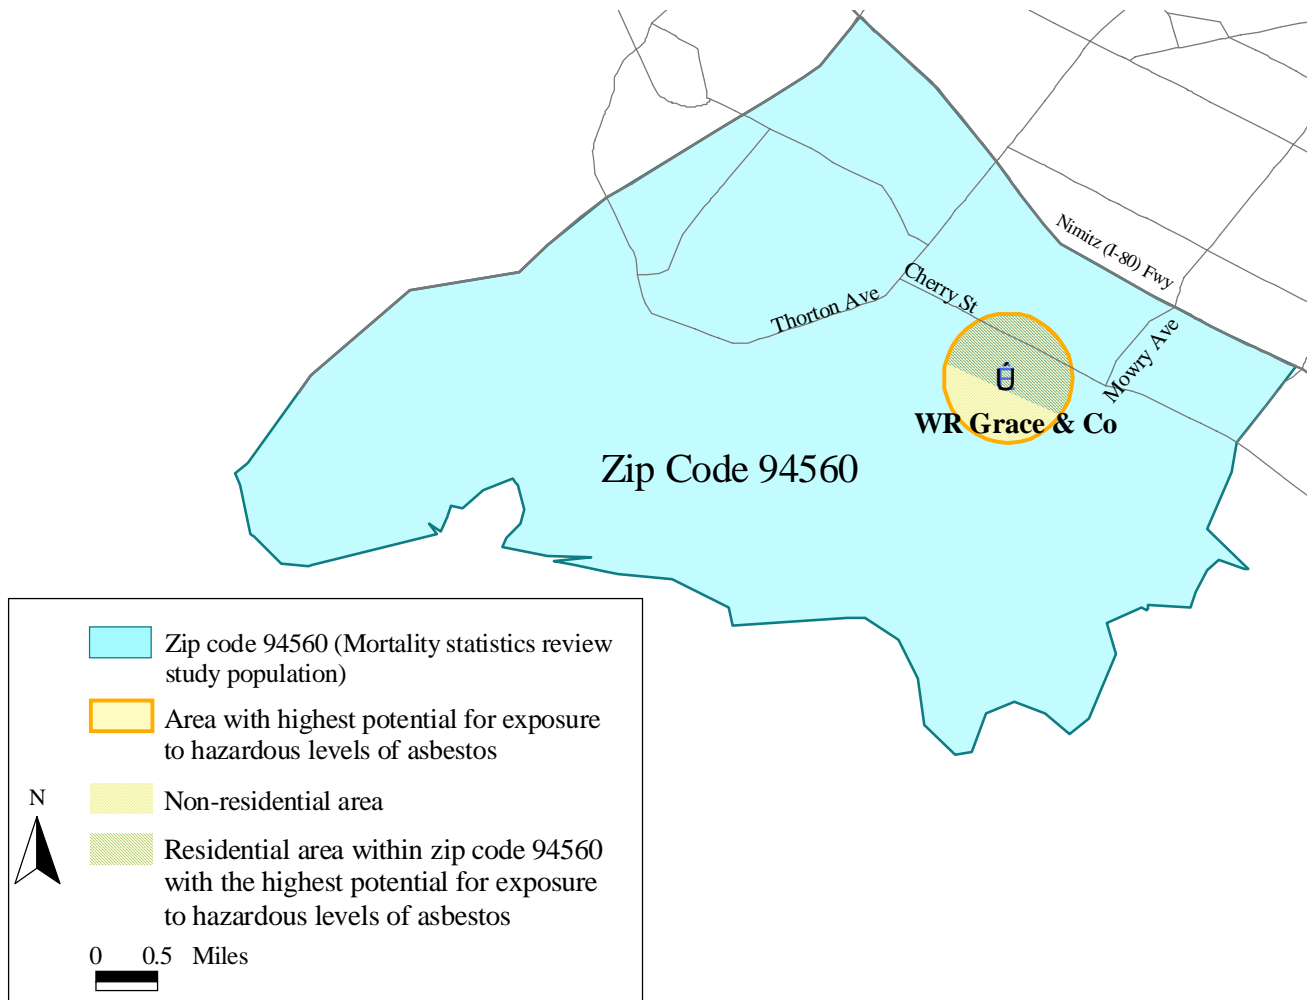 Nimitz (I-80) Fwy
Cherry St
Thorton Ave
Mowry Ave
WR Grace & Co
Zip Code 94560
Zip code 94560 (Mortality statistics review
study population)
Area with highest potential for exposure
to hazardous levels of asbestos
Non-residential area
N
Residential area within zip code 94560
with the highest potential for exposure
to hazardous levels of asbestos
0 0.5 Miles